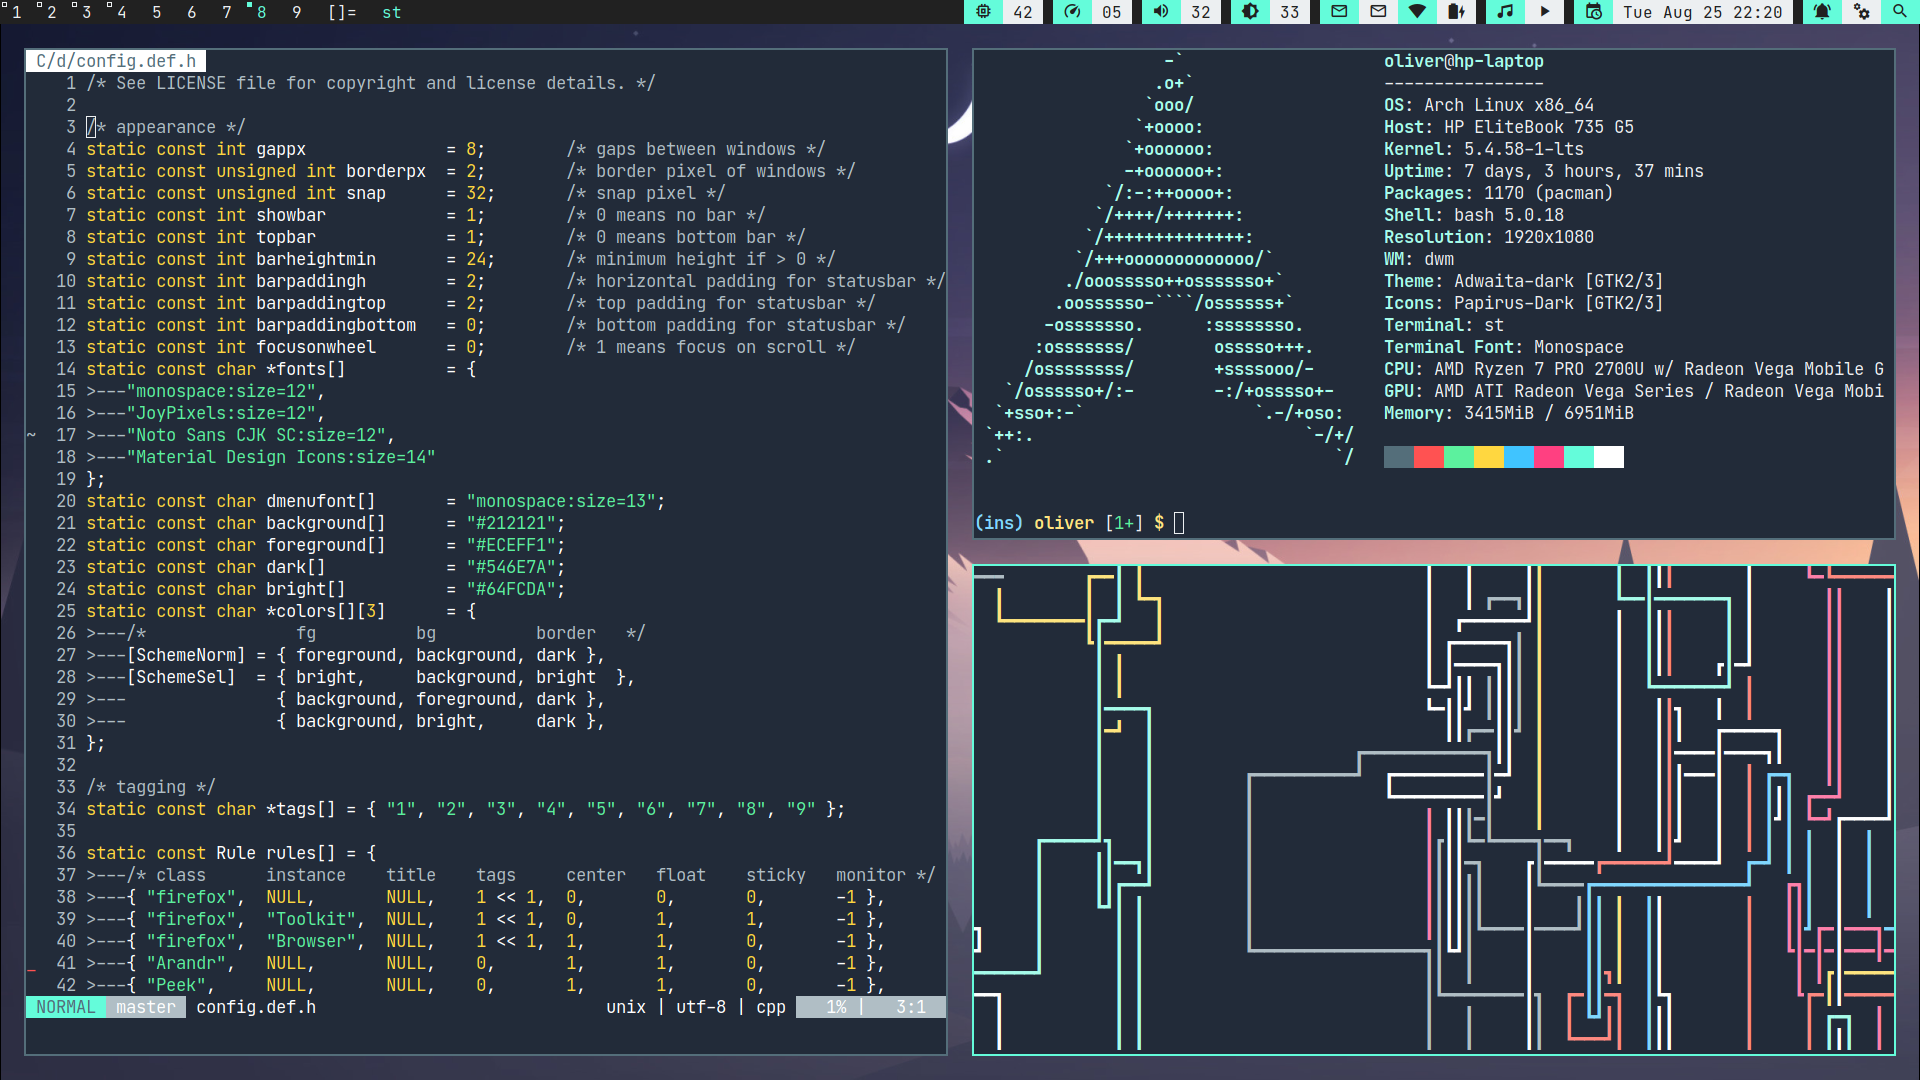 1 2 3 4 5 6 7 8 9 []= st
42 05 32 33 Tue Aug 25 22:20
C/d/config.def.h
1 /* See LICENSE file for copyright and license details. */
2
3 /* appearance */
4 static const int gappx = 8; /* gaps between windows */
5 static const unsigned int borderpx = 2; /* border pixel of windows */
6 static const unsigned int snap = 32; /* snap pixel */
7 static const int showbar = 1; /* 0 means no bar */
8 static const int topbar = 1; /* 0 means bottom bar */
9 static const int barheightmin = 24; /* minimum height if > 0 */
10 static const int barpaddingh = 2; /* horizontal padding for statusbar */
11 static const int barpaddingtop = 2; /* top padding for statusbar */
12 static const int barpaddingbottom = 0; /* bottom padding for statusbar */
13 static const int focusonwheel = 0; /* 1 means focus on scroll */
14 static const char *fonts[] = {
15 >---"monospace:size=12",
16 >---"JoyPixels:size=12",
~ 17 >---"Noto Sans CJK SC:size=12",
18 >---"Material Design Icons:size=14"
19 };
20 static const char dmenufont[] = "monospace:size=13";
21 static const char background[] = "#212121";
22 static const char foreground[] = "#ECEFF1";
23 static const char dark[] = "#546E7A";
24 static const char bright[] = "#64FCDA";
25 static const char *colors[][3] = {
26 >---/* fg bg border */
27 >---[SchemeNorm] = { foreground, background, dark },
28 >---[SchemeSel] = { bright, background, bright },
29 >--- { background, foreground, dark },
30 >--- { background, bright, dark },
31 };
32
33 /* tagging */
34 static const char *tags[] = { "1", "2", "3", "4", "5", "6", "7", "8", "9" };
35
36 static const Rule rules[] = {
37 >---/* class instance title tags center float sticky monitor */
38 >---{ "firefox", NULL, NULL, 1 << 1, 0, 0, 0, -1 },
39 >---{ "firefox", "Toolkit", NULL, 1 << 1, 0, 1, 1, -1 },
40 >---{ "firefox", "Browser", NULL, 1 << 1, 1, 1, 0, -1 },
_ 41 >---{ "Arandr", NULL, NULL, 0, 1, 1, 0, -1 },
42 >---{ "Peek", NULL, NULL, 0, 1, 1, 0, -1 },
NORMAL master config.def.h unix | utf-8 | cpp 1% | 3:1
-`
.o+`
`ooo/
`+oooo:
`+oooooo:
-+oooooo+:
`/:-:++oooo+:
`/++++/+++++++:
`/++++++++++++++:
`/+++ooooooooooooo/`
./ooosssso++osssssso+`
.oossssso-````/ossssss+`
-osssssso. :ssssssso.
:osssssss/ osssso+++.
/ossssssss/ +ssssooo/-
`/ossssso+/:- -:/+osssso+-
`+sso+:-` `.-/+oso:
`++:. `-/+/
.` `/
oliver@hp-laptop
----------------
OS: Arch Linux x86_64
Host: HP EliteBook 735 G5
Kernel: 5.4.58-1-lts
Uptime: 7 days, 3 hours, 37 mins
Packages: 1170 (pacman)
Shell: bash 5.0.18
Resolution: 1920x1080
WM: dwm
Theme: Adwaita-dark [GTK2/3]
Icons: Papirus-Dark [GTK2/3]
Terminal: st
Terminal Font: Monospace
CPU: AMD Ryzen 7 PRO 2700U w/ Radeon Vega Mobile G
GPU: AMD ATI Radeon Vega Series / Radeon Vega Mobi
Memory: 3415MiB / 6951MiB
(ins) oliver [1+] $